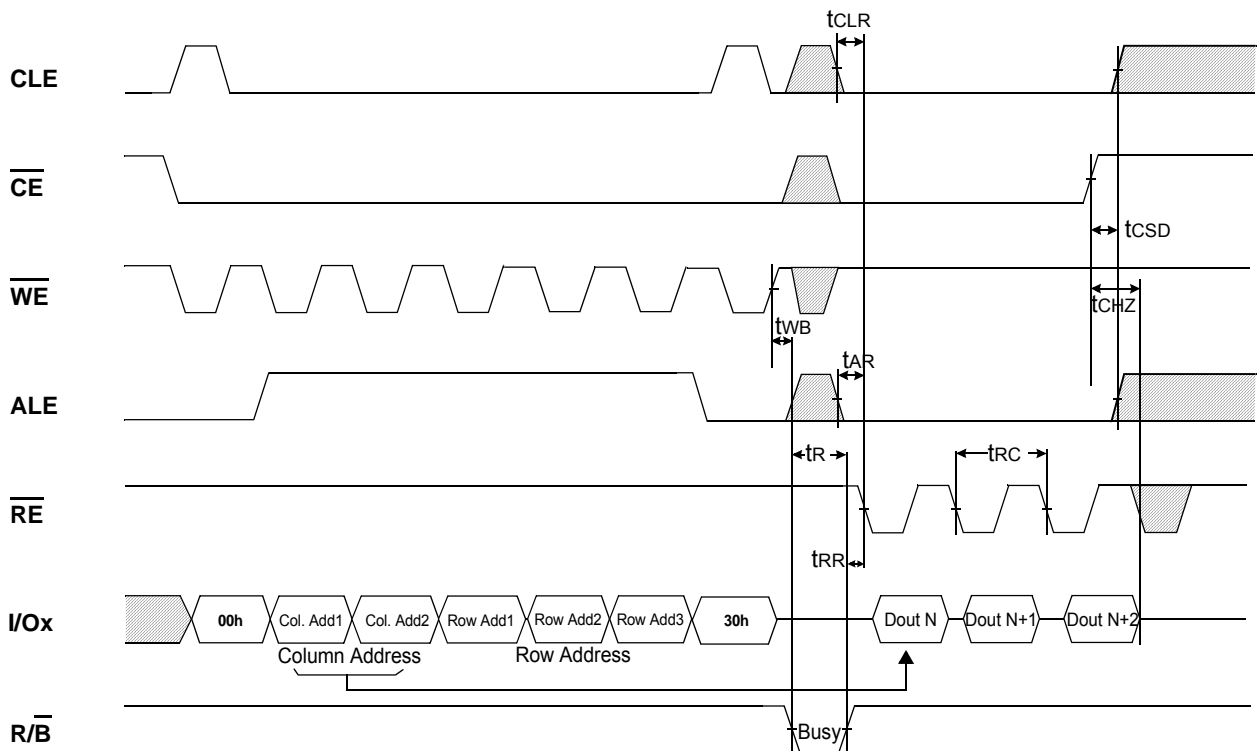 tCLR
CLE
CE
tCSD
WE
tCHZ
tWB
tAR
ALE
tR
tRC
RE
tRR
I/Ox
00h
Col. Add1
Col. Add2
Row Add1
Row Add2
Row Add3
30h
Dout N
Dout N+1
Dout N+2
Column Address
Row Address
R/B
Busy